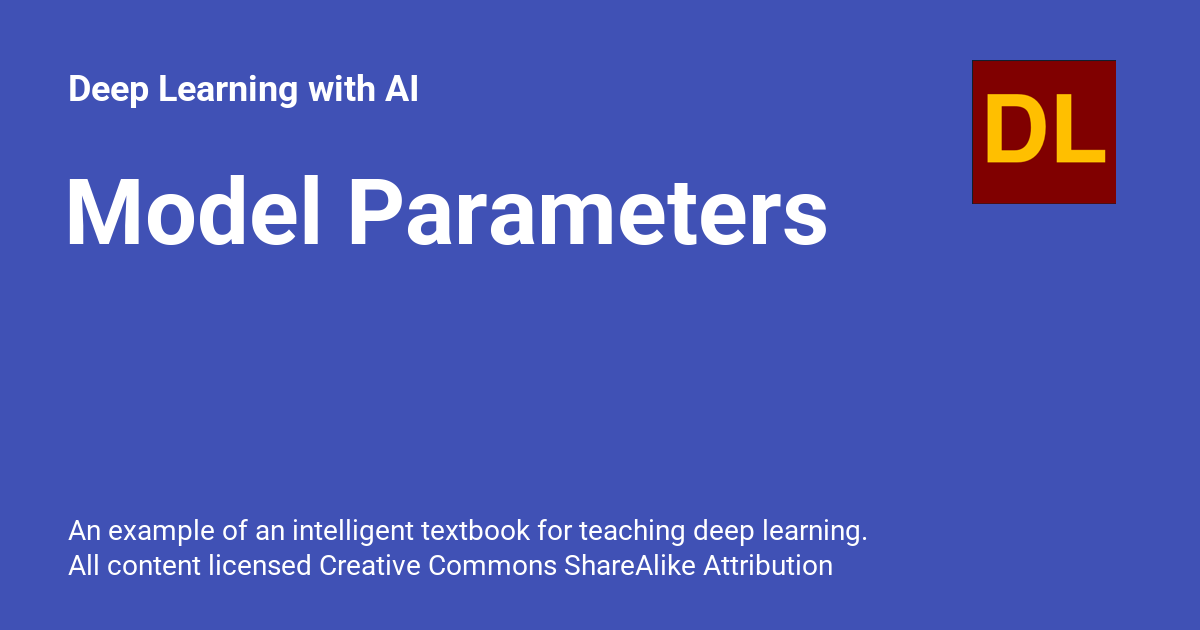 Deep Learning with AI
DL
Model Parameters
An example of an intelligent textbook for teaching deep learning.
All content licensed Creative Commons ShareAlike Attribution